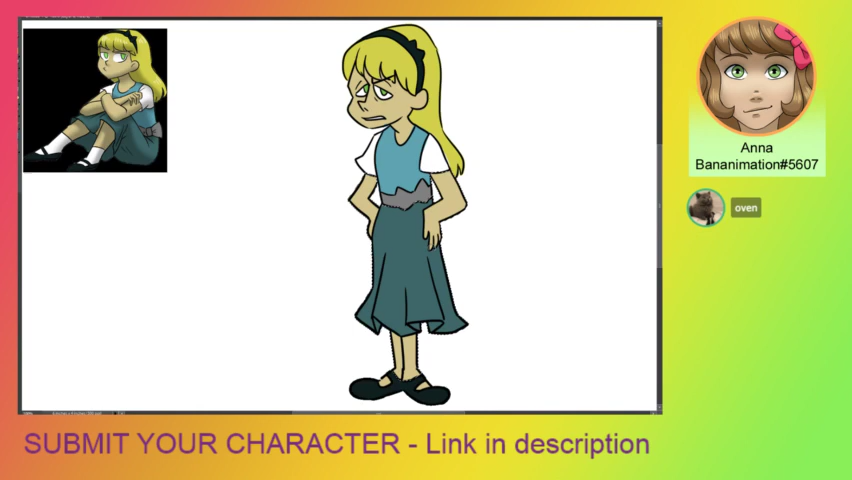 Anna
Bananimation#5607
oven
SUBMIT YOUR CHARACTER - Link in description